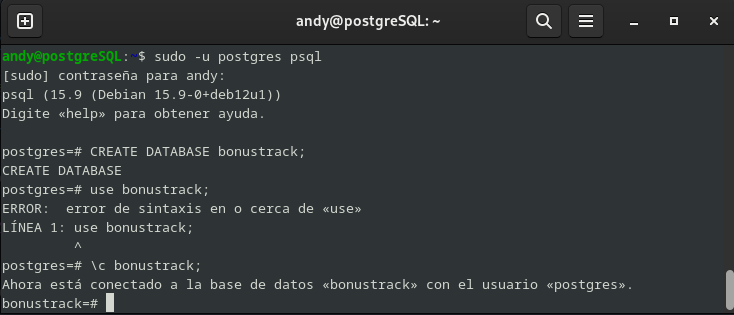 andy@postgreSQL: ~
andy@postgreSQL:~$ sudo -u postgres psql
[sudo] contraseña para andy:
psql (15.9 (Debian 15.9-0+deb12u1))
Digite «help» para obtener ayuda.
postgres=# CREATE DATABASE bonustrack;
CREATE DATABASE
postgres=# use bonustrack;
ERROR:  error de sintaxis en o cerca de «use»
LÍNEA 1: use bonustrack;
         ^
postgres=# \c bonustrack;
Ahora está conectado a la base de datos «bonustrack» con el usuario «postgres».
bonustrack=#